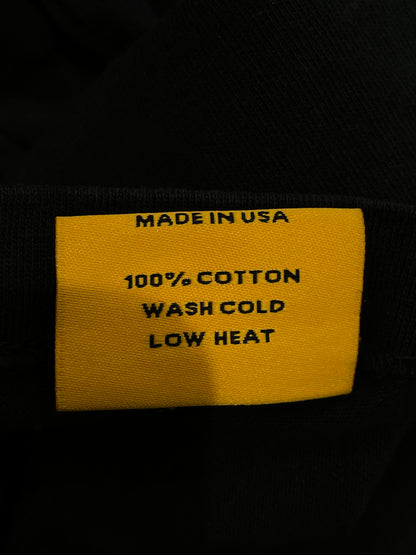 MADE IN USA
100% COTTON
WASH COLD
LOW HEAT